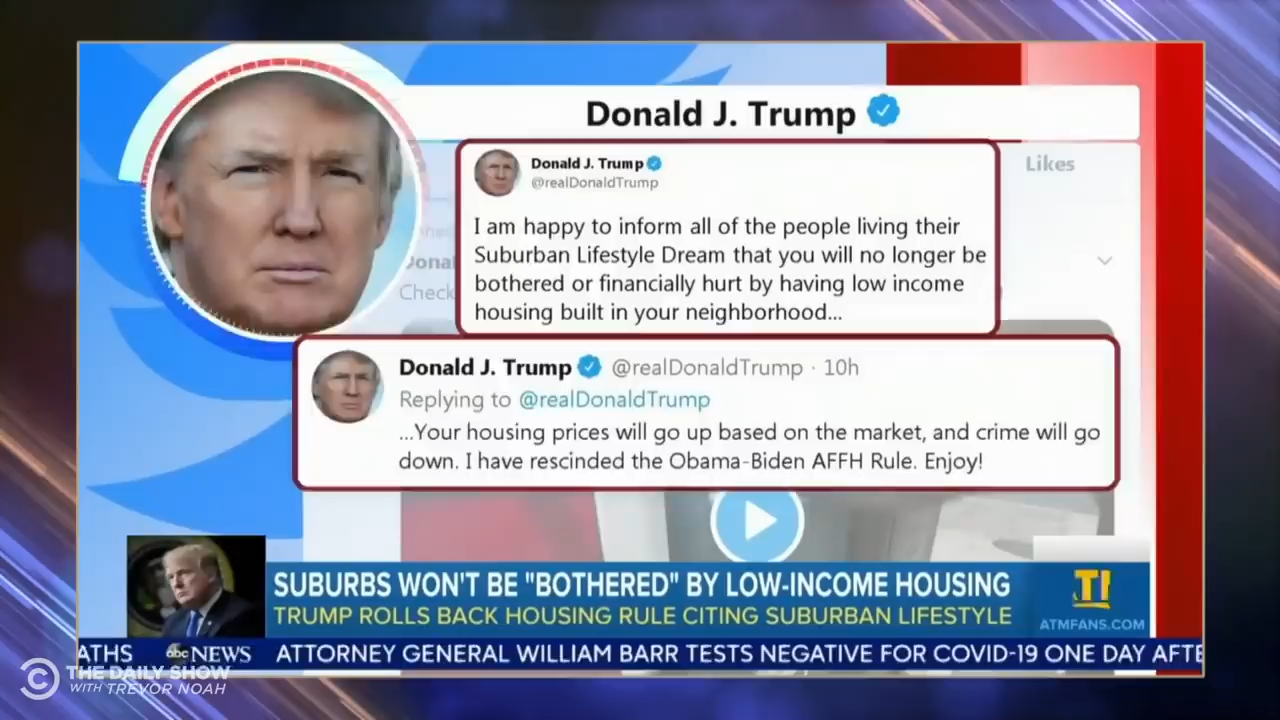 Donald J. Trump
Donald J. Trump
@realDonaldTrump
Likes
I am happy to inform all of the people living their
Suburban Lifestyle Dream that you will no longer be
bothered or financially hurt by having low income
housing built in your neighborhood...
Dona
Check
Donald J. Trump @realDonaldTrump · 10h
Replying to @realDonaldTrump
...Your housing prices will go up based on the market, and crime will go
down. I have rescinded the Obama-Biden AFFH Rule. Enjoy!
SUBURBS WON'T BE "BOTHERED" BY LOW-INCOME HOUSING
TRUMP ROLLS BACK HOUSING RULE CITING SUBURBAN LIFESTYLE
TI
ATMFANS.COM
ATHS abc NEWS ATTORNEY GENERAL WILLIAM BARR TESTS NEGATIVE FOR COVID-19 ONE DAY AFTE
THE DAILY SHOW
WITH TREVOR NOAH